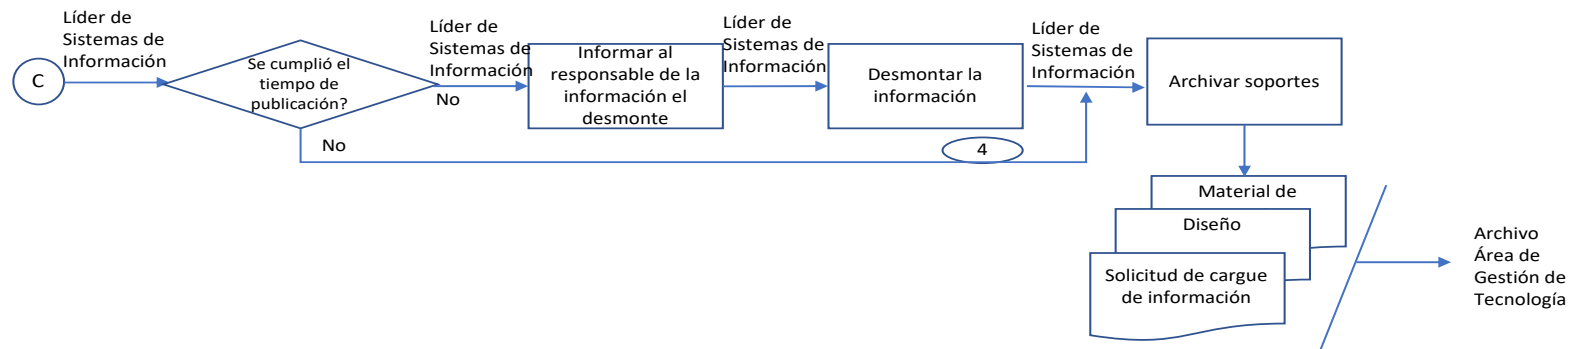 C
Líder de
Sistemas de
Información
Se cumplió el
tiempo de
publicación?
No
Líder de
Sistemas de
Información
No
Informar al
responsable de la
información el
desmonte
Líder de
Sistemas de
Información
Desmontar la
información
4
Líder de
Sistemas de
Información
Archivar soportes
Material de
Diseño
Solicitud de cargue
de información
Archivo
Área de
Gestión de
Tecnología